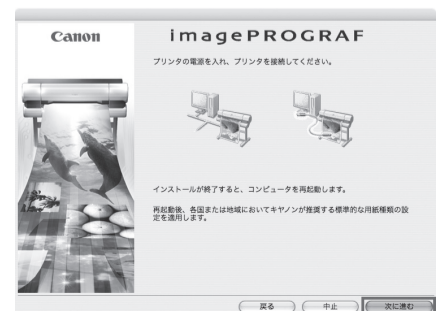 Canon
imagePROGRAF
プリンタの電源を入れ、プリンタを接続してください。
インストールが終了すると、コンピュータを再起動します。
再起動後、各国または地域においてキヤノンが推奨する標準的な用紙種類の設
定を適用します。
戻る
中止
次に進む